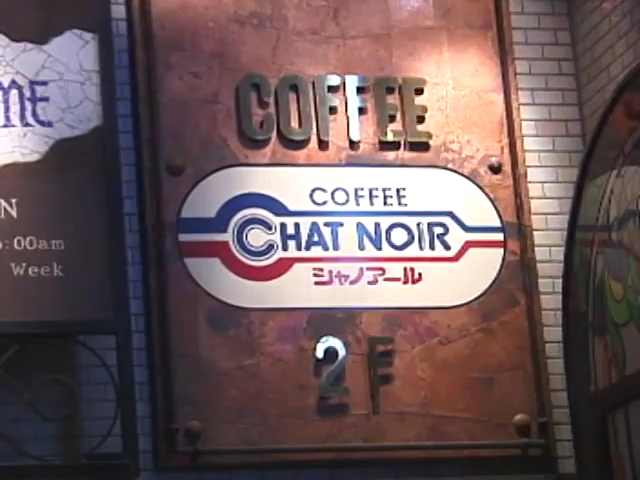 ME
N
:00am
Week
COFFEE
COFFEE
CHAT NOIR
シャノアール
2F